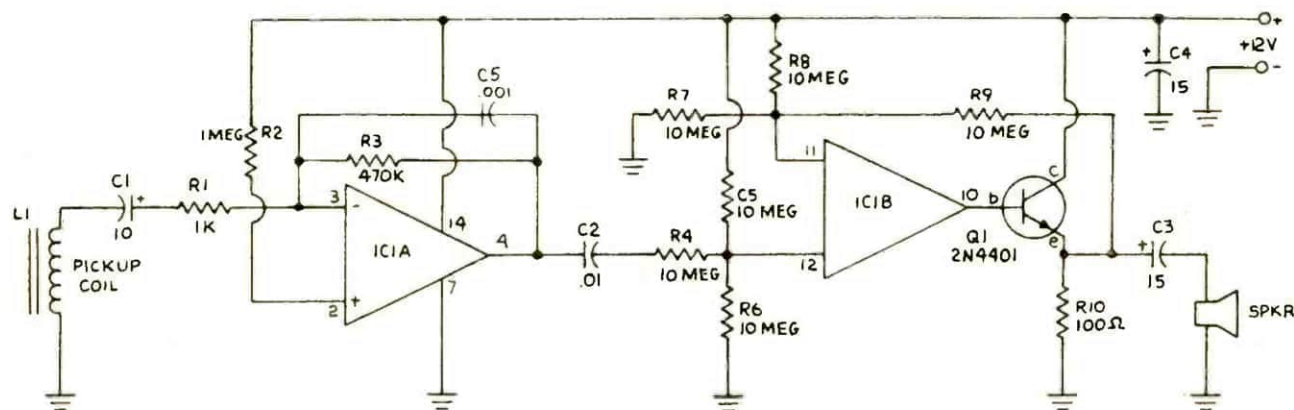 L1
PICKUP
COIL
C1
+
10
R1
1K
1MEG
R2
C5
.001
R3
470K
3
-
2
+
IC1A
14
4
7
C2
.01
R4
10 MEG
C5
10 MEG
R6
10 MEG
R7
10 MEG
R8
10 MEG
R9
10 MEG
11
12
IC1B
10
b
c
e
Q1
2N4401
R10
100Ω
+
C3
15
SPKR
+
C4
15
+
+12V
-